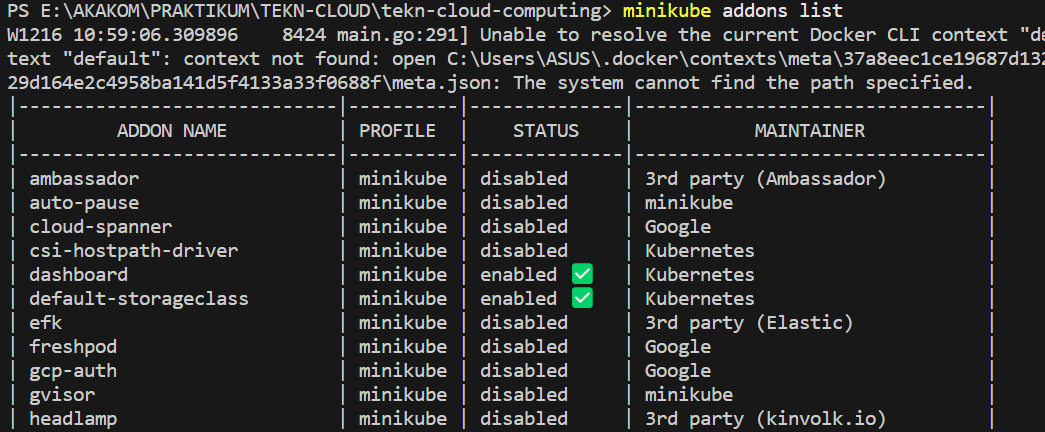 PS E:\AKAKOM\PRAKTIKUM\TEKN-CLOUD\tekn-cloud-computing> minikube addons list
W1216 10:59:06.309896    8424 main.go:291] Unable to resolve the current Docker CLI context "de
text "default": context not found: open C:\Users\ASUS\.docker\contexts\meta\37a8eec1ce19687d132
29d164e2c4958ba141d5f4133a33f0688f\meta.json: The system cannot find the path specified.
|-----------------------------|----------|--------------|--------------------------------|
|         ADDON NAME          | PROFILE  |    STATUS    |           MAINTAINER           |
|-----------------------------|----------|--------------|--------------------------------|
| ambassador                  | minikube | disabled     | 3rd party (Ambassador)         |
| auto-pause                  | minikube | disabled     | minikube                       |
| cloud-spanner               | minikube | disabled     | Google                         |
| csi-hostpath-driver         | minikube | disabled     | Kubernetes                     |
| dashboard                   | minikube | enabled ✅   | Kubernetes                     |
| default-storageclass        | minikube | enabled ✅   | Kubernetes                     |
| efk                         | minikube | disabled     | 3rd party (Elastic)            |
| freshpod                    | minikube | disabled     | Google                         |
| gcp-auth                    | minikube | disabled     | Google                         |
| gvisor                      | minikube | disabled     | minikube                       |
| headlamp                    | minikube | disabled     | 3rd party (kinvolk.io)         |